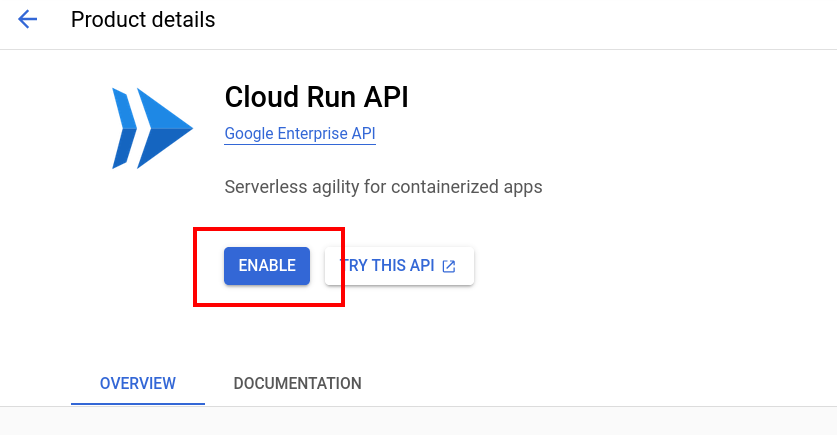 Product details
Cloud Run API
Google Enterprise API
Serverless agility for containerized apps
ENABLE TRY THIS API
OVERVIEW DOCUMENTATION